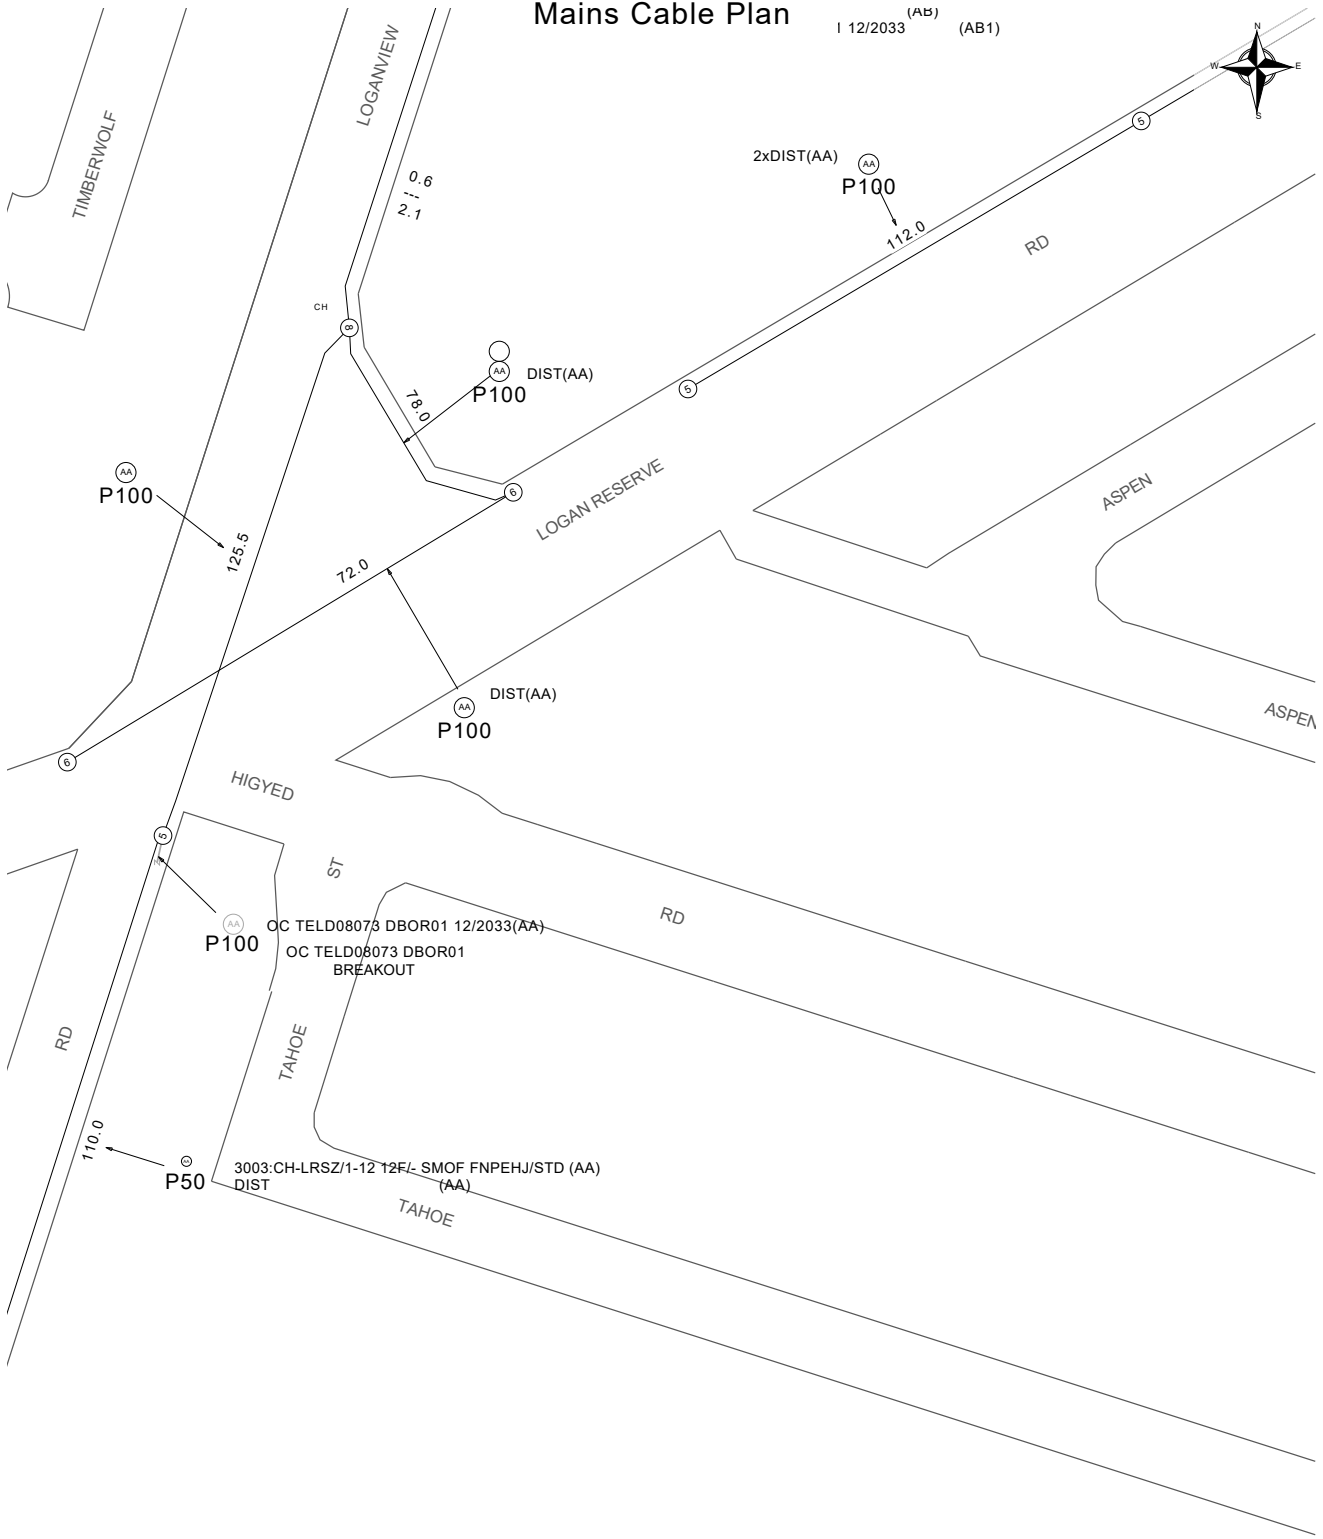 Mains Cable Plan
(AB)
12/2033 (AB1)
N
W E
S
LOGANVIEW
TIMBERWOLF
5
2xDIST(AA)
AA
P100
112.0
0.6
---
2.1
RD
CH
8
AA
DIST(AA)
P100
78.0
5
AA
P100
6
LOGAN RESERVE
ASPEN
125.5
72.0
DIST(AA)
AA
P100
ASPEN
6
HIGYED
5
ST
RD
AA
OC TELD08073 DBOR01 12/2033(AA)
P100
OC TELD08073 DBOR01
BREAKOUT
RD
TAHOE
110.0
AA
P50
3003:CH-LRSZ/1-12 12F/- SMOF FNPEHJ/STD (AA)
DIST (AA)
TAHOE